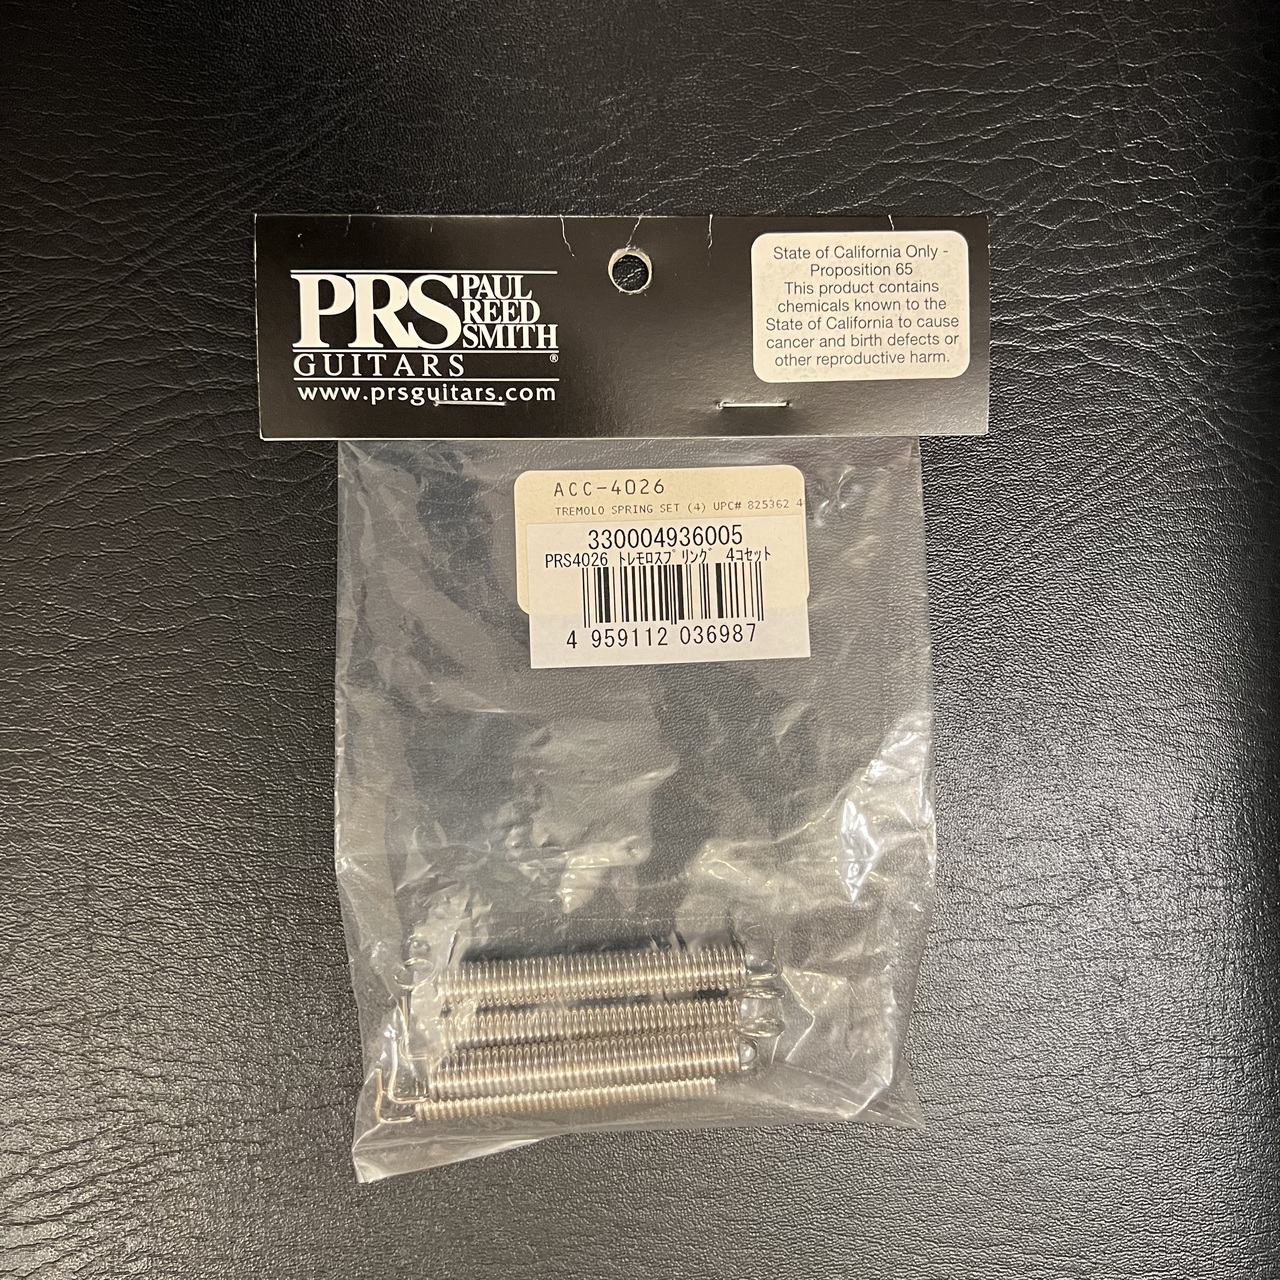 PRS PAUL
REED
SMITH
GUITARS ®
www.prsguitars.com
State of California Only -
Proposition 65
This product contains
chemicals known to the
State of California to cause
cancer and birth defects or
other reproductive harm.
ACC-4026
TREMOLO SPRING SET (4) UPC# 825362 4
330004936005
PRS4026 ﾄﾚﾓﾛｽﾌﾟﾘﾝｸﾞ 4ｺｾｯﾄ
4 959112 036987